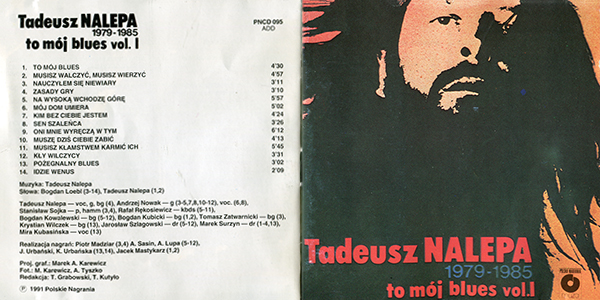 Tadeusz NALEPA
1979-1985
to mój blues vol. I
PNCD 095
ADD
1. TO MÓJ BLUES 4'30
2. MUSISZ WALCZYĆ, MUSISZ WIERZYĆ 4'57
3. NAUCZYŁEM SIĘ NIEWIARY 3'11
4. ZASADY GRY 3'10
5. NA WYSOKĄ WCHODZĘ GÓRĘ 5'57
6. MÓJ DOM UMIERA 5'02
7. KIM BEZ CIEBIE JESTEM 4'24
8. SEN SZALEŃCA 3'26
9. ONI MNIE WYRĘCZĄ W TYM 6'12
10. MUSZĘ DZIŚ CIEBIE ZABIĆ 4'13
11. MUSISZ KŁAMSTWEM KARMIĆ ICH 5'45
12. KŁY WILCZYCY 3'31
13. POŻEGNALNY BLUES 3'02
14. IDZIE WENUS 2'09
Muzyka: Tadeusz Nalepa
Słowa: Bogdan Loebl (3-14), Tadeusz Nalepa (1,2)
Tadeusz Nalepa — voc, g, bg (4), Andrzej Nowak — g (3-5,7,8,10-12), voc. (6,8),
Stanisław Sojka — p, hamm (3,4), Rafał Rękosiewicz — kbds (5-11),
Bogdan Kowalewski — bg (5-12), Bogdan Kubicki — bg (1,2), Tomasz Zatwarnicki — bg (3),
Krystian Wilczek — bg (13), Jarosław Szlagowski — dr (5-12), Marek Surzyn — dr (1-4,13),
Mira Kubasińska — voc (13)
Realizacja nagrań: Piotr Madziar (3,4) A. Sasin, A. Lupa (5-12),
J. Urbański, K. Urbańska (13,14), Jacek Mastykarz (1,2)
Proj. graf.: Marek A. Karewicz
Fot.: M. Karewicz, A. Tyszko
Redakcja: T. Grabowski, T. Kutyło
℗ © 1991 Polskie Nagrania
Tadeusz NALEPA
1979-1985
to mój blues vol.I
POLSKIE NAGRANIA